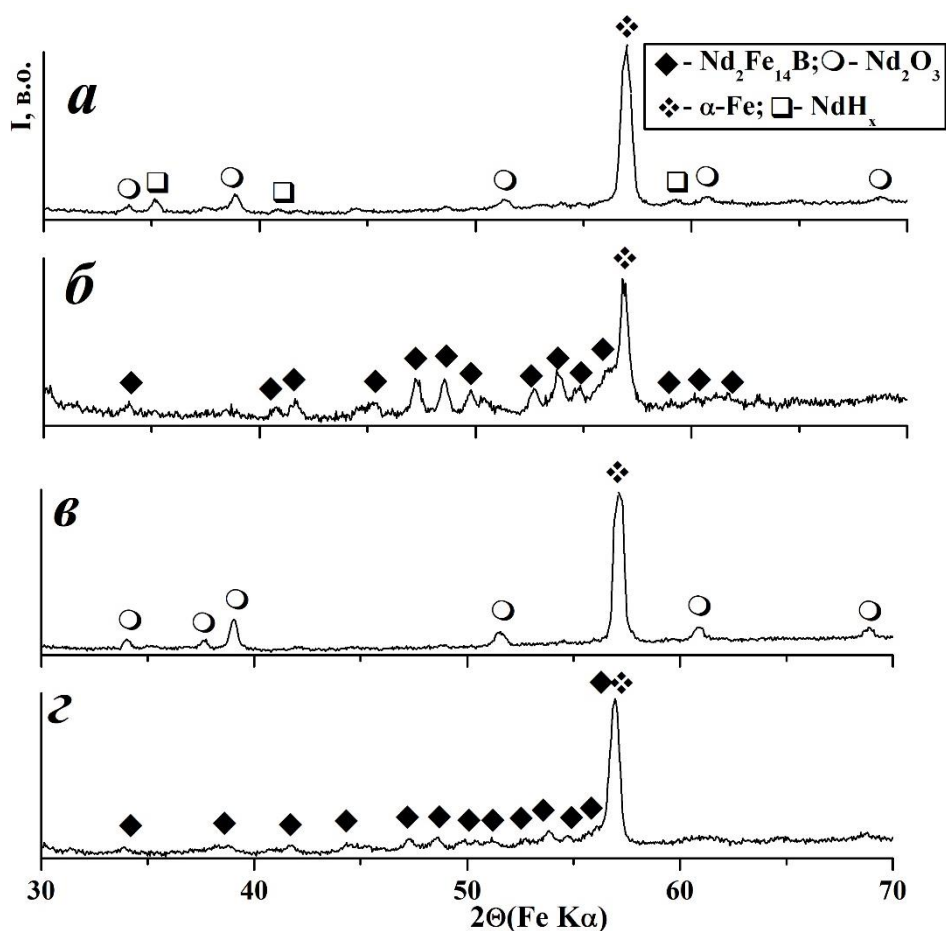 I, в.о.
а
◆- Nd₂Fe₁₄B; ○- Nd₂O₃
❖- α-Fe; ❑- NdHₓ
б
в
г
30 40 50 60 70
2Θ(Fe Kα)